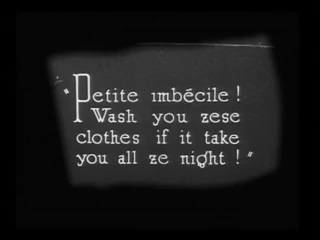 "Petite imbécile!
Wash you zese
clothes if it take
you all ze night!"